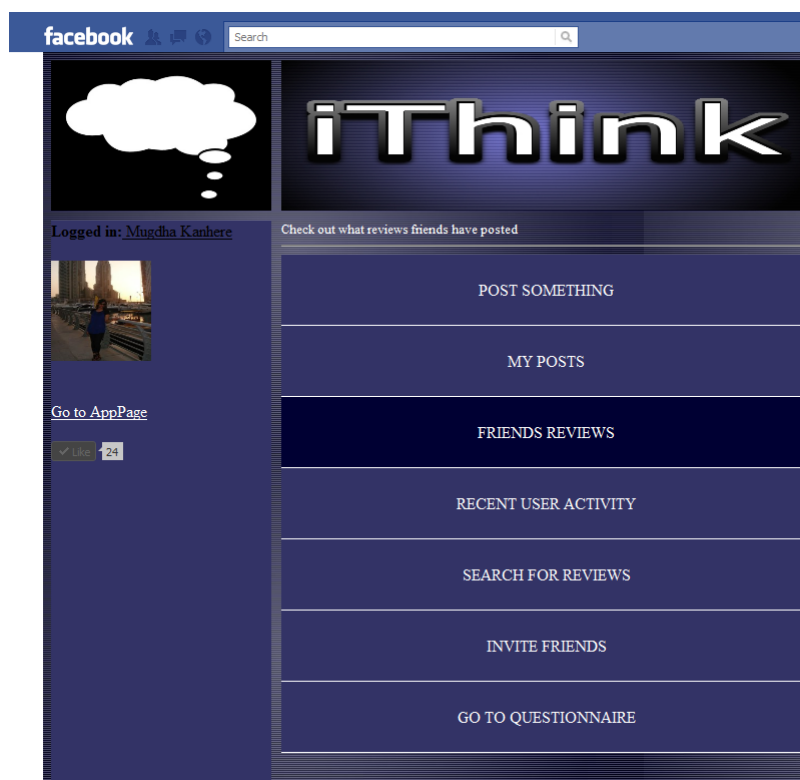 facebook
Search
iThink
Logged in: Mugdha Kanhere
Check out what reviews friends have posted
POST SOMETHING
MY POSTS
FRIENDS REVIEWS
Go to AppPage
Like 24
RECENT USER ACTIVITY
SEARCH FOR REVIEWS
INVITE FRIENDS
GO TO QUESTIONNAIRE